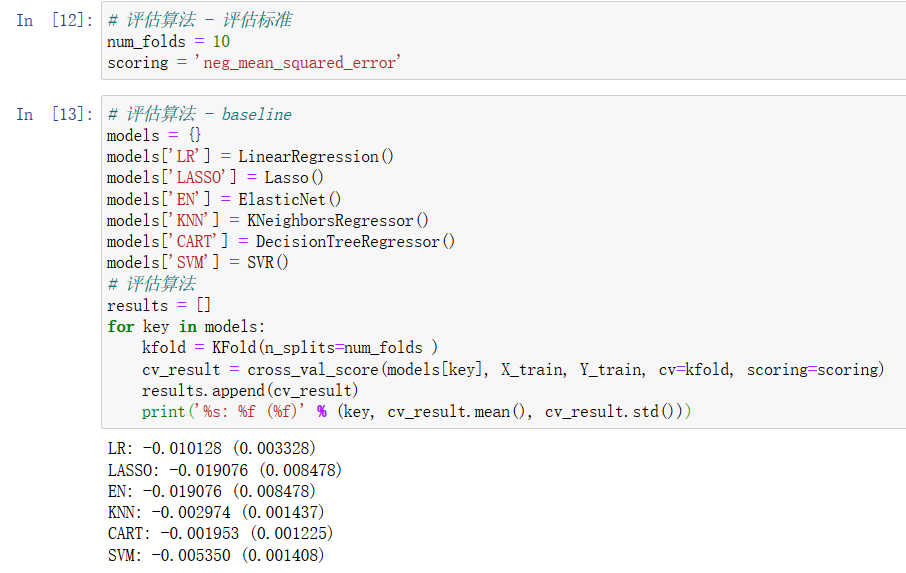 In [12]: # 评估算法 - 评估标准
num_folds = 10
scoring = 'neg_mean_squared_error'
In [13]: # 评估算法 - baseline
models = {}
models['LR'] = LinearRegression()
models['LASSO'] = Lasso()
models['EN'] = ElasticNet()
models['KNN'] = KNeighborsRegressor()
models['CART'] = DecisionTreeRegressor()
models['SVM'] = SVR()
# 评估算法
results = []
for key in models:
    kfold = KFold(n_splits=num_folds )
    cv_result = cross_val_score(models[key], X_train, Y_train, cv=kfold, scoring=scoring)
    results.append(cv_result)
    print('%s: %f (%f)' % (key, cv_result.mean(), cv_result.std()))
LR: -0.010128 (0.003328)
LASSO: -0.019076 (0.008478)
EN: -0.019076 (0.008478)
KNN: -0.002974 (0.001437)
CART: -0.001953 (0.001225)
SVM: -0.005350 (0.001408)